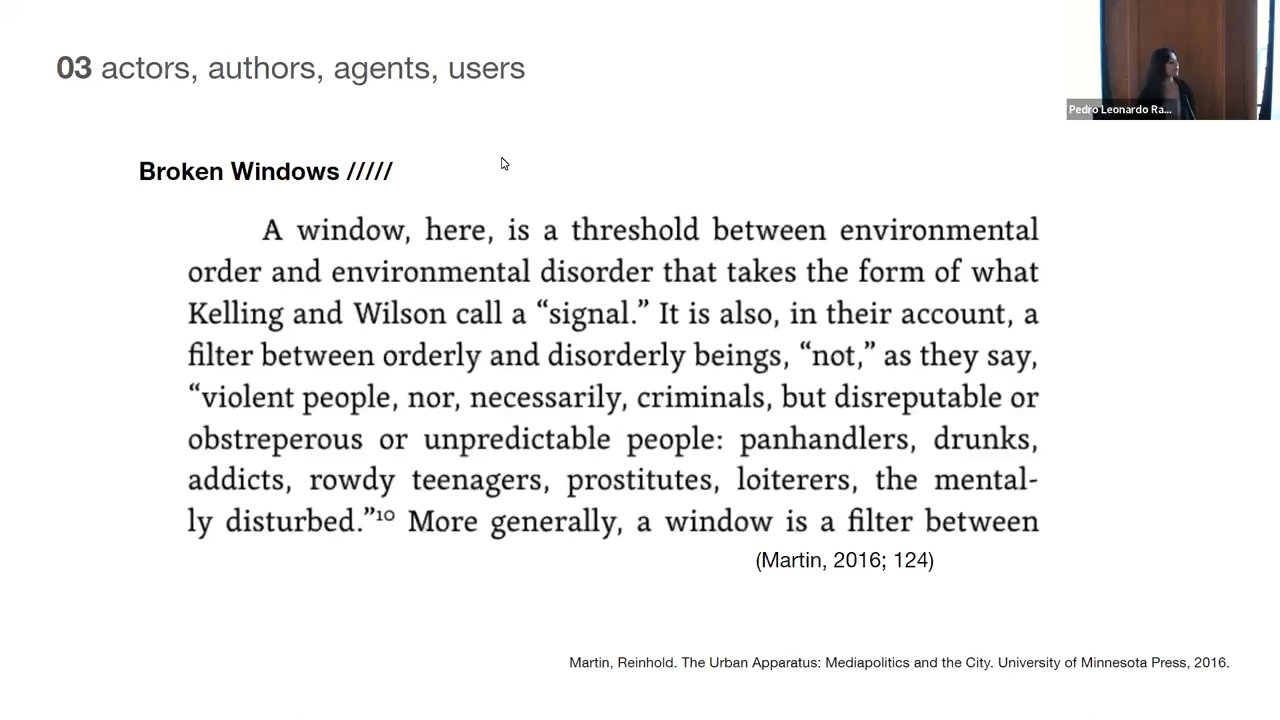 03 actors, authors, agents, users
Pedro Leonardo Ra...
Broken Windows /////
A window, here, is a threshold between environmental
order and environmental disorder that takes the form of what
Kelling and Wilson call a “signal.” It is also, in their account, a
filter between orderly and disorderly beings, “not,” as they say,
“violent people, nor, necessarily, criminals, but disreputable or
obstreperous or unpredictable people: panhandlers, drunks,
addicts, rowdy teenagers, prostitutes, loiterers, the mental-
ly disturbed.”¹⁰ More generally, a window is a filter between
(Martin, 2016; 124)
Martin, Reinhold. The Urban Apparatus: Mediapolitics and the City. University of Minnesota Press, 2016.